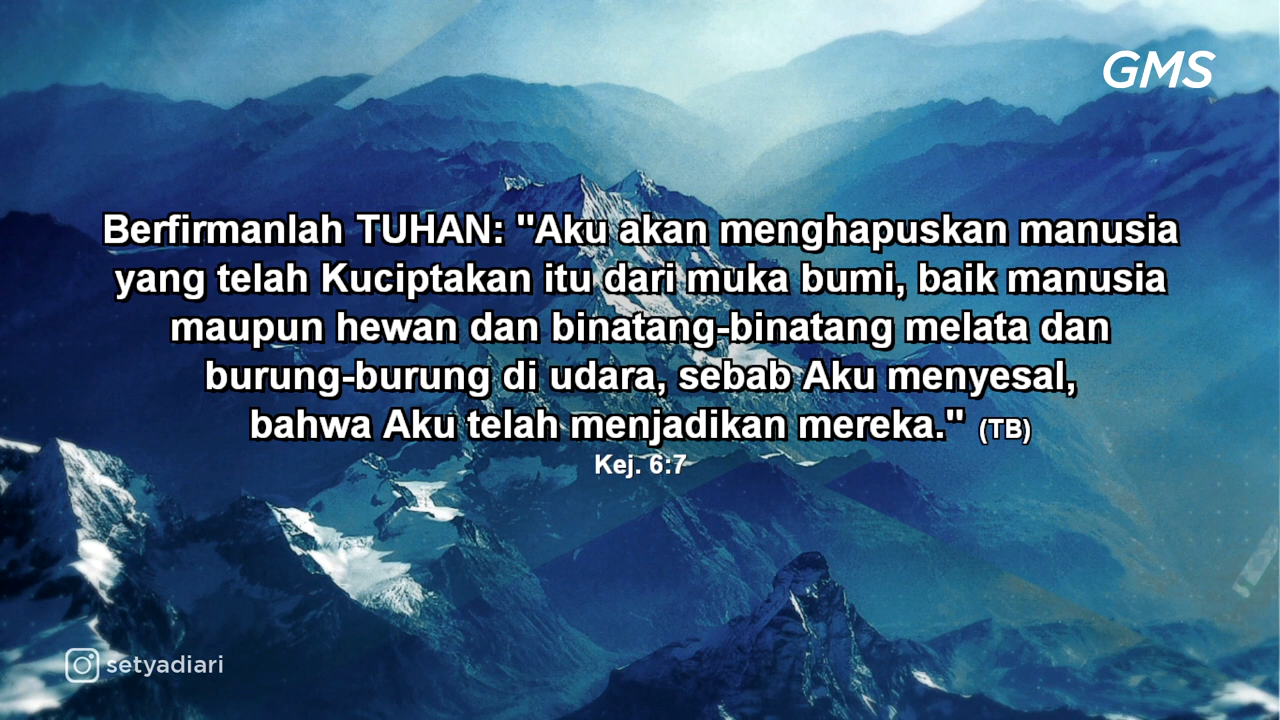 GMS
Berfirmanlah TUHAN: "Aku akan menghapuskan manusia
yang telah Kuciptakan itu dari muka bumi, baik manusia
maupun hewan dan binatang-binatang melata dan
burung-burung di udara, sebab Aku menyesal,
bahwa Aku telah menjadikan mereka." (TB)
Kej. 6:7
setyadiari